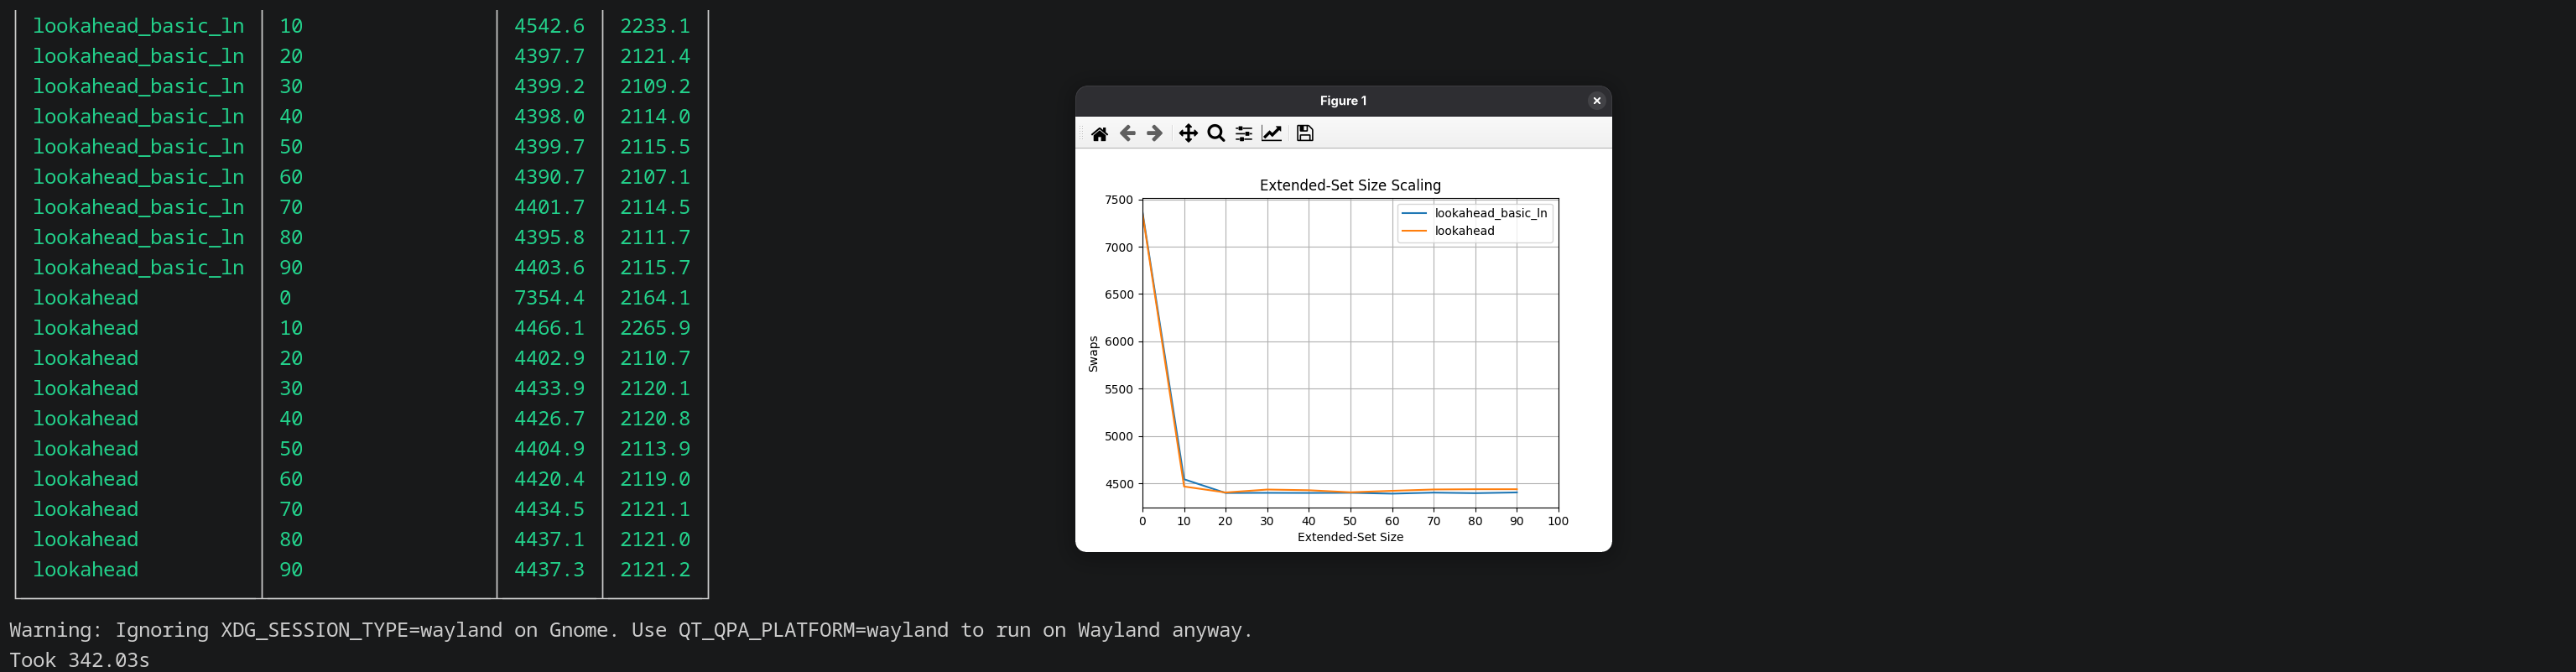 lookahead_basic_ln 10 4542.6 2233.1
lookahead_basic_ln 20 4397.7 2121.4
lookahead_basic_ln 30 4399.2 2109.2
lookahead_basic_ln 40 4398.0 2114.0
lookahead_basic_ln 50 4399.7 2115.5
lookahead_basic_ln 60 4390.7 2107.1
lookahead_basic_ln 70 4401.7 2114.5
lookahead_basic_ln 80 4395.8 2111.7
lookahead_basic_ln 90 4403.6 2115.7
lookahead 0 7354.4 2164.1
lookahead 10 4466.1 2265.9
lookahead 20 4402.9 2110.7
lookahead 30 4433.9 2120.1
lookahead 40 4426.7 2120.8
lookahead 50 4404.9 2113.9
lookahead 60 4420.4 2119.0
lookahead 70 4434.5 2121.1
lookahead 80 4437.1 2121.0
lookahead 90 4437.3 2121.2
Warning: Ignoring XDG_SESSION_TYPE=wayland on Gnome. Use QT_QPA_PLATFORM=wayland to run on Wayland anyway.
Took 342.03s
Figure 1
Extended-Set Size Scaling
lookahead_basic_ln
lookahead
7500
7000
6500
6000
5500
5000
4500
Swaps
0 10 20 30 40 50 60 70 80 90 100
Extended-Set Size